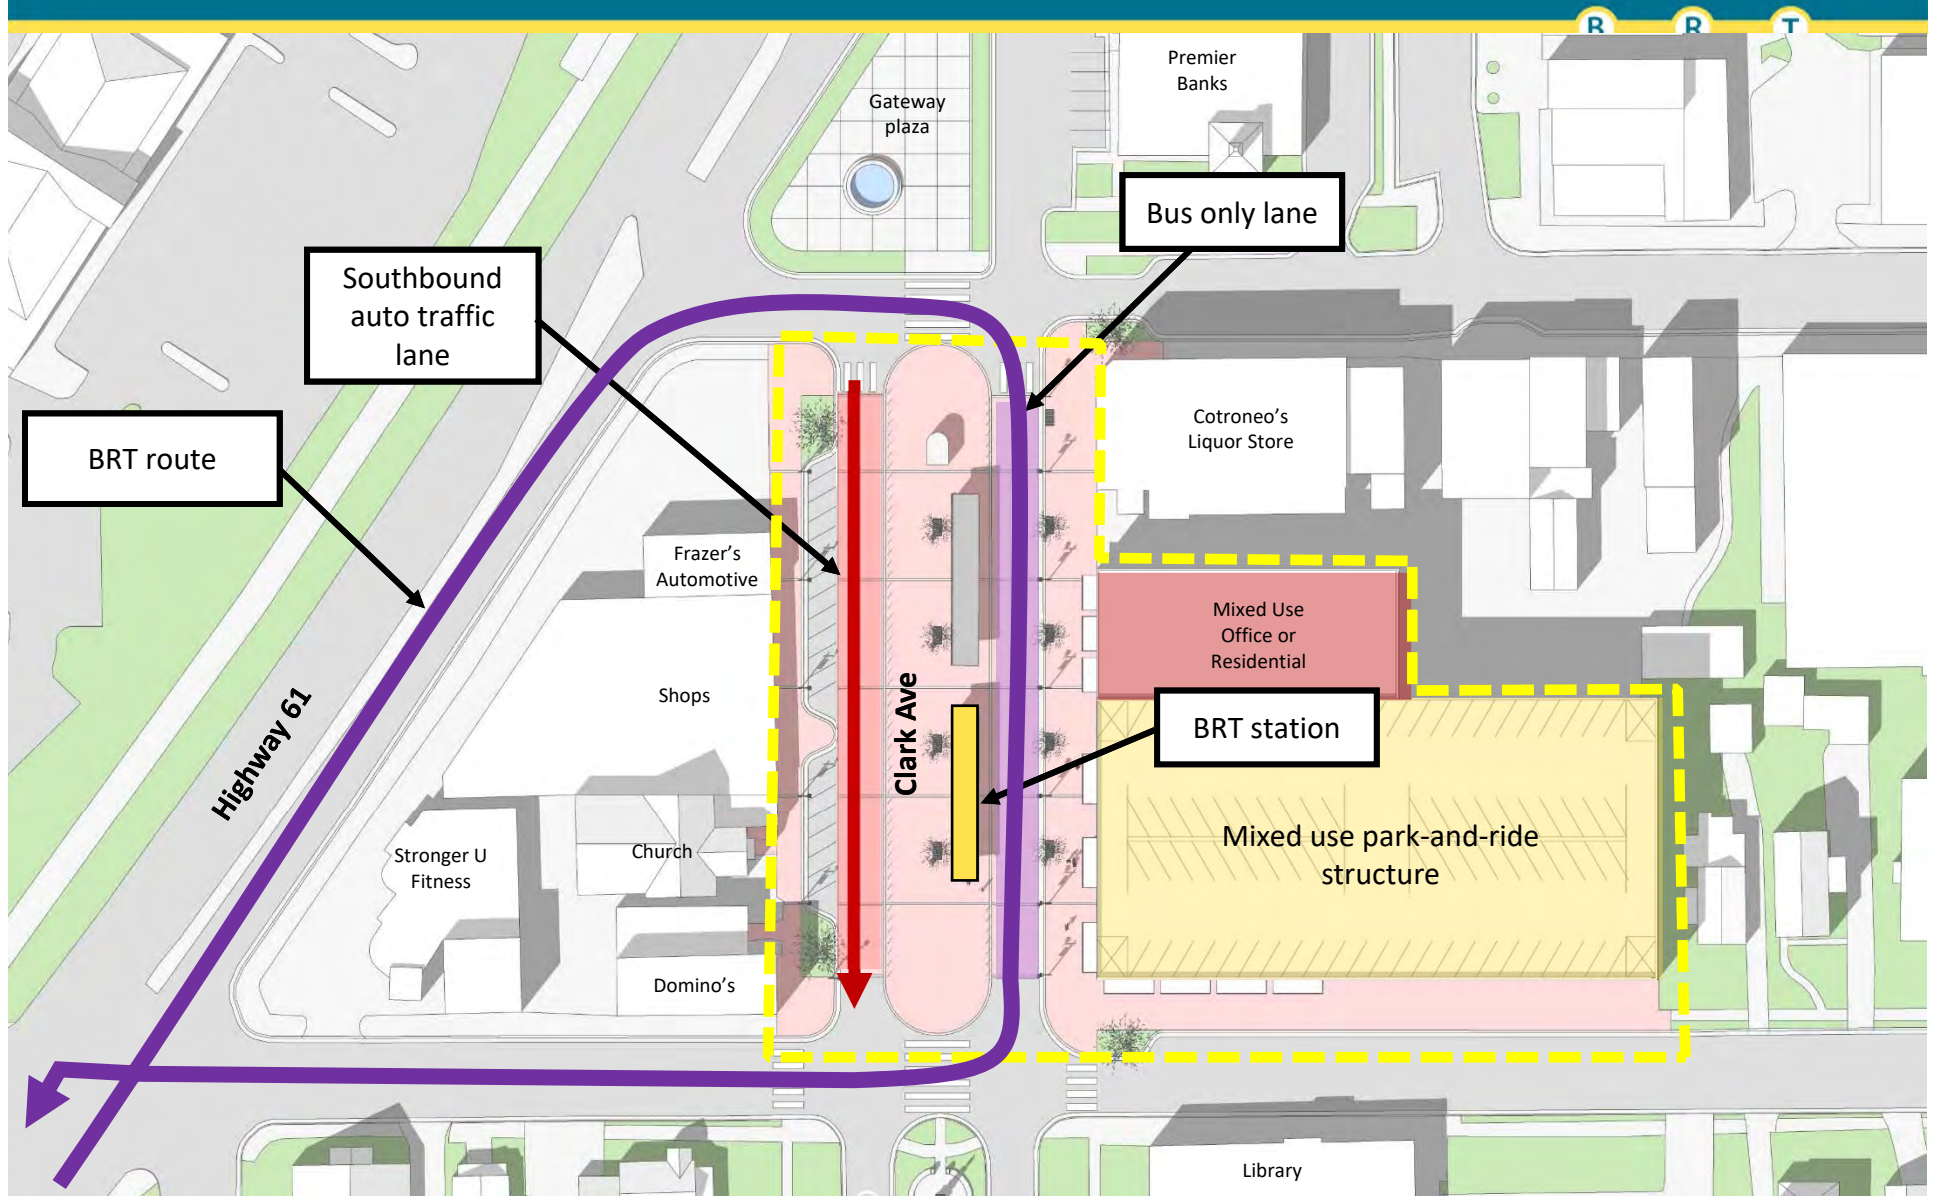 B R T
Premier
Banks
Gateway
plaza
Bus only lane
Southbound
auto traffic
lane
BRT route
Cotroneo’s
Liquor Store
Frazer’s
Automotive
Mixed Use
Office or
Residential
Shops
Highway 61
Clark Ave
BRT station
Mixed use park-and-ride
structure
Stronger U
Fitness
Church
Domino’s
Library